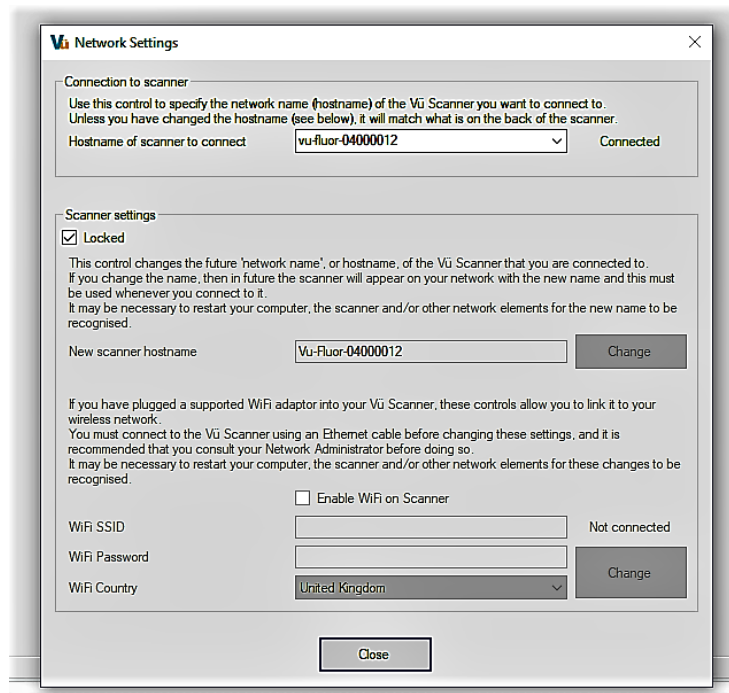 Vü Network Settings
Connection to scanner
Use this control to specify the network name (hostname) of the Vü Scanner you want to connect to.
Unless you have changed the hostname (see below), it will match what is on the back of the scanner.
Hostname of scanner to connect vu-fluor-04000012 Connected
Scanner settings
Locked
This control changes the future 'network name', or hostname, of the Vü Scanner that you are connected to.
If you change the name, then in future the scanner will appear on your network with the new name and this must
be used whenever you connect to it.
It may be necessary to restart your computer, the scanner and/or other network elements for the new name to be
recognised.
New scanner hostname Vu-Fluor-04000012 Change
If you have plugged a supported WiFi adaptor into your Vü Scanner, these controls allow you to link it to your
wireless network.
You must connect to the Vü Scanner using an Ethernet cable before changing these settings, and it is
recommended that you consult your Network Administrator before doing so.
It may be necessary to restart your computer, the scanner and/or other network elements for these changes to be
recognised.
Enable WiFi on Scanner
WiFi SSID Not connected
WiFi Password
Change
WiFi Country United Kingdom
Close